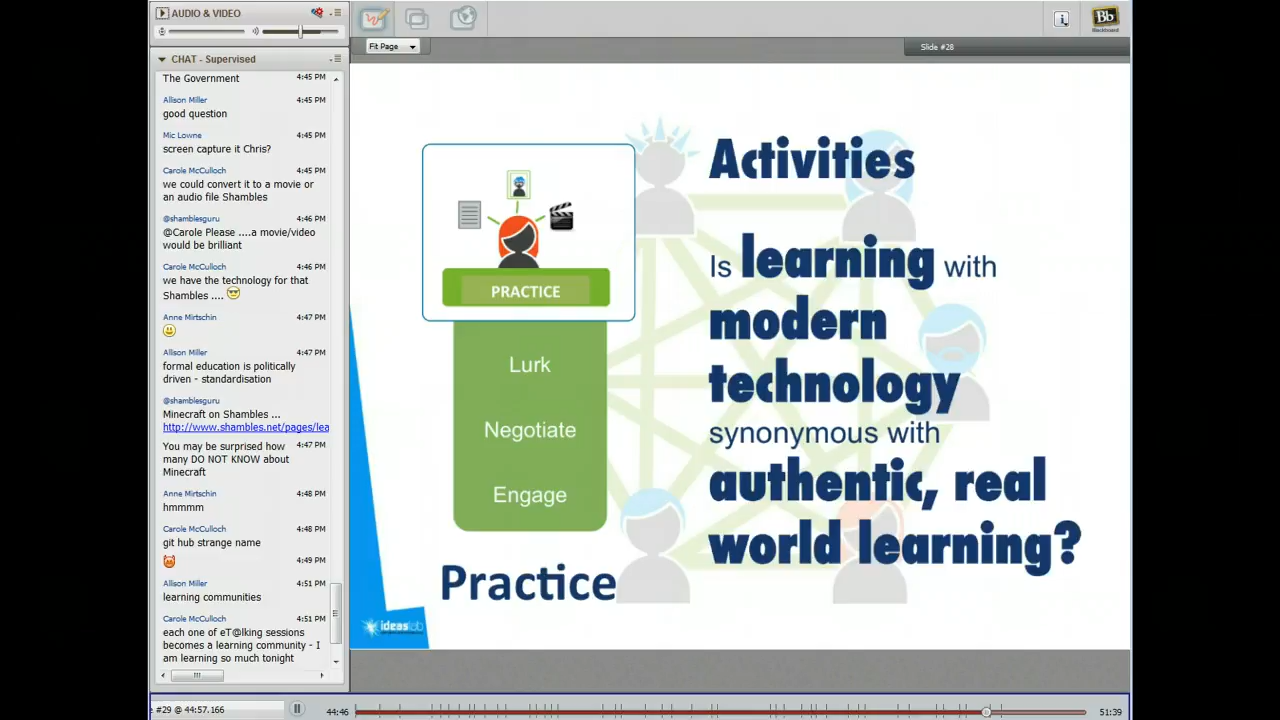 AUDIO & VIDEO
CHAT - Supervised
The Government 4:45 PM
Allison Miller 4:45 PM
good question
Mic Lowne 4:45 PM
screen capture it Chris?
Carole McCulloch 4:45 PM
we could convert it to a movie or
an audio file Shambles
@shamblesguru 4:46 PM
@Carole Please ....a movie/video
would be brilliant
Carole McCulloch 4:46 PM
we have the technology for that
Shambles ....
Anne Mirtschin 4:47 PM
Allison Miller 4:47 PM
formal education is politically
driven - standardisation
@shamblesguru
Minecraft on Shambles ...
http://www.shambles.net/pages/lea
You may be surprised how 4:47 PM
many DO NOT KNOW about
Minecraft
Anne Mirtschin 4:48 PM
hmmmm
Carole McCulloch 4:48 PM
git hub strange name
4:49 PM
Allison Miller 4:51 PM
learning communities
Carole McCulloch 4:51 PM
each one of eT@lking sessions
becomes a learning community - I
am learning so much tonight
#29 @ 44:57.166
Fit Page
Slide #28
Bb
Blackboard
PRACTICE
Lurk
Negotiate
Engage
Practice
ideaslab
Activities
Is learning with
modern
technology
synonymous with
authentic, real
world learning?
44:46
51:39